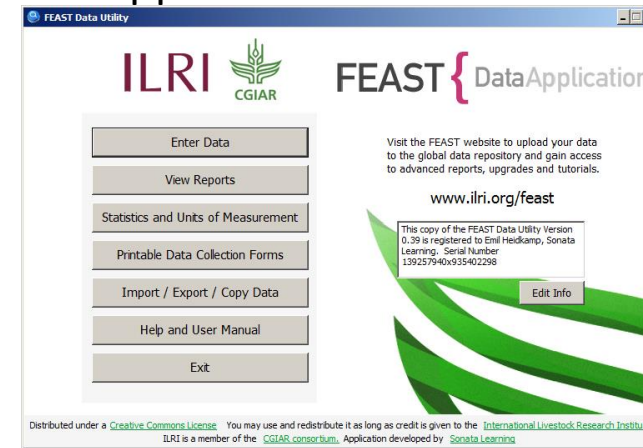 FEAST Data Utility
ILRI
CGIAR
FEAST { DataApplication
Enter Data
View Reports
Statistics and Units of Measurement
Printable Data Collection Forms
Import / Export / Copy Data
Help and User Manual
Exit
Visit the FEAST website to upload your data
to the global data repository and gain access
to advanced reports, upgrades and tutorials.
www.ilri.org/feast
This copy of the FEAST Data Utility Version
0.39 is registered to Emil Heidkamp, Sonata
Learning. Serial Number
139257940x935402298
Edit Info
Distributed under a Creative Commons License You may use and redistribute it as long as credit is given to the International Livestock Research Institu
ILRI is a member of the CGIAR consortium. Application developed by Sonata Learning